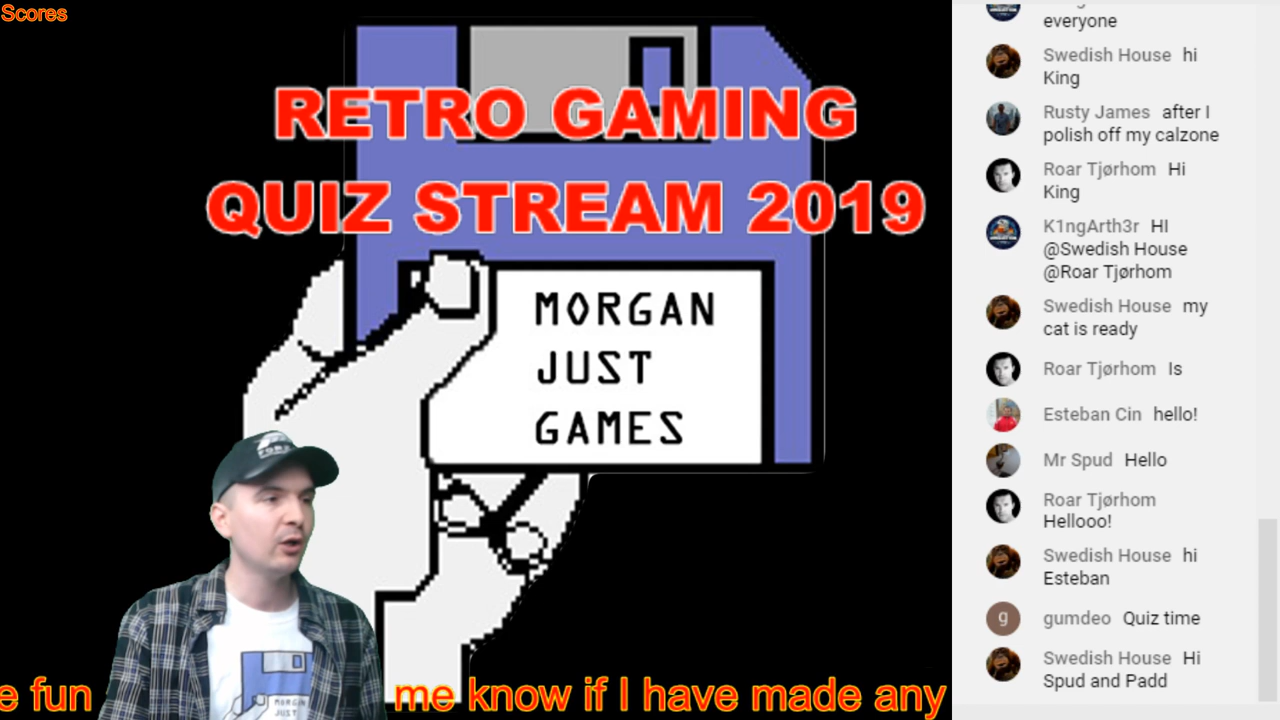 Scores
RETRO GAMING
QUIZ STREAM 2019
MORGAN
JUST
GAMES
MORGAN
JUST
e fun me know if I have made any
everyone
Swedish House hi
King
Rusty James after I
polish off my calzone
Roar Tjørhom Hi
King
K1ngArth3r HI
@Swedish House
@Roar Tjørhom
Swedish House my
cat is ready
Roar Tjørhom Is
Esteban Cin hello!
Mr Spud Hello
Roar Tjørhom
Hellooo!
Swedish House hi
Esteban
g gumdeo Quiz time
Swedish House Hi
Spud and Padd